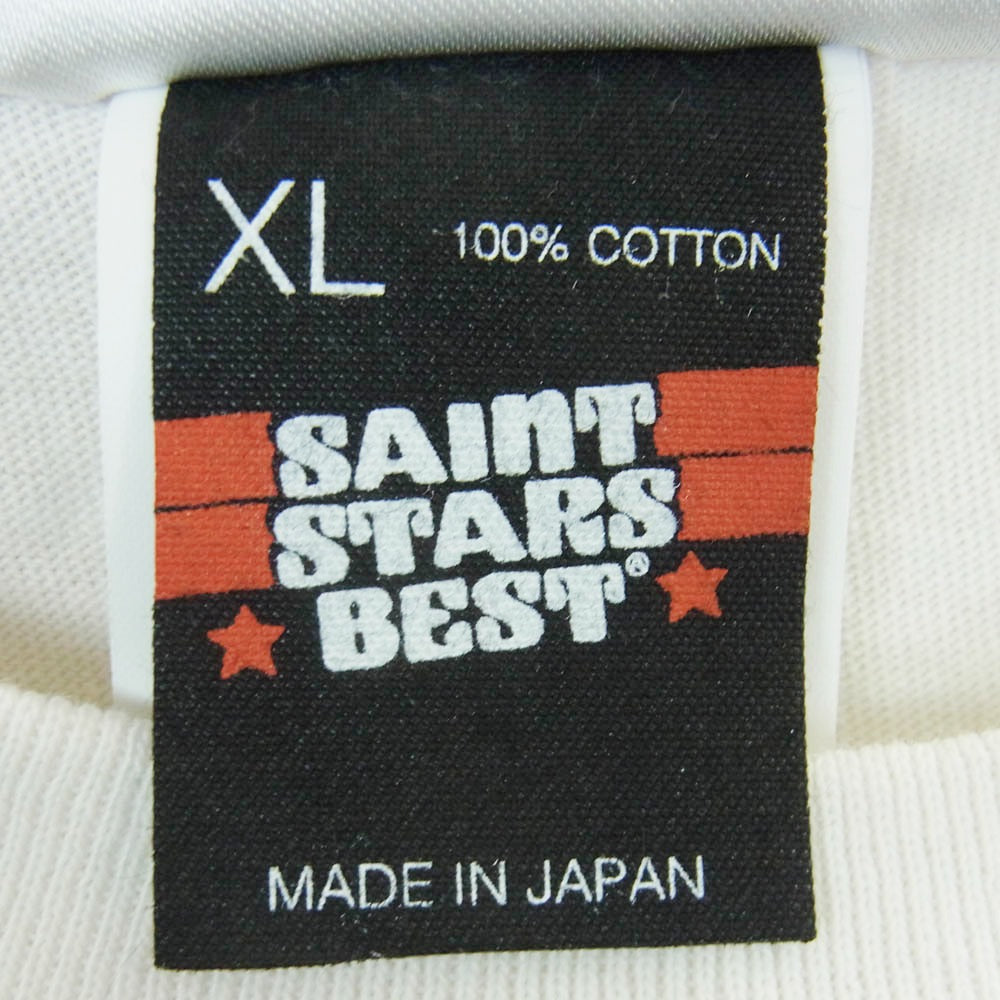 XL 100% COTTON
SAINT
STARS
BEST®
MADE IN JAPAN